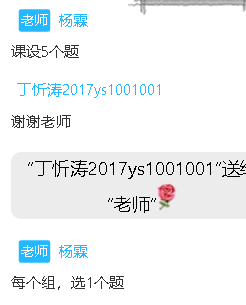 老师 杨霖
课设5个题
丁忻涛2017ys1001001
谢谢老师
“丁忻涛2017ys1001001”送
“老师”
老师 杨霖
每个组，选1个题